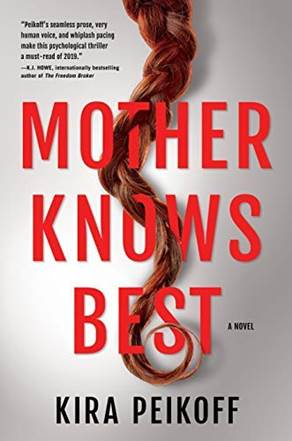 "Peikoff's seamless prose, very
human voice, and whiplash pacing
make this psychological thriller
a must-read of 2019."
—K.J. HOWE, internationally bestselling
author of The Freedom Broker
MOTHER
KNOWS
BEST
A NOVEL
KIRA PEIKOFF